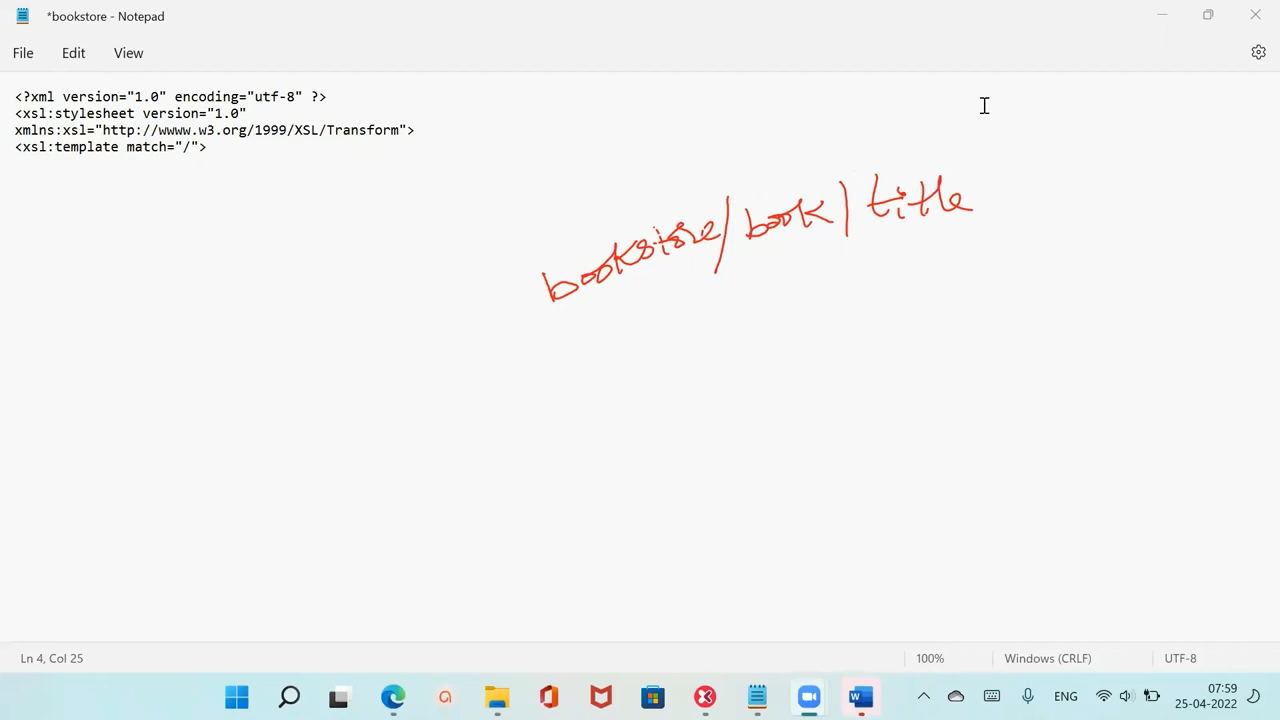 *bookstore - Notepad
File Edit View
<?xml version="1.0" encoding="utf-8" ?>
<xsl:stylesheet version="1.0"
xmlns:xsl="http://wwww.w3.org/1999/XSL/Transform">
<xsl:template match="/">
bookstore/book/title
Ln 4, Col 25 100% Windows (CRLF) UTF-8
ENG 07:59
25-04-2022